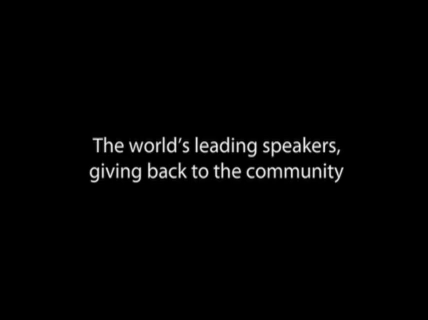 The world’s leading speakers,
giving back to the community